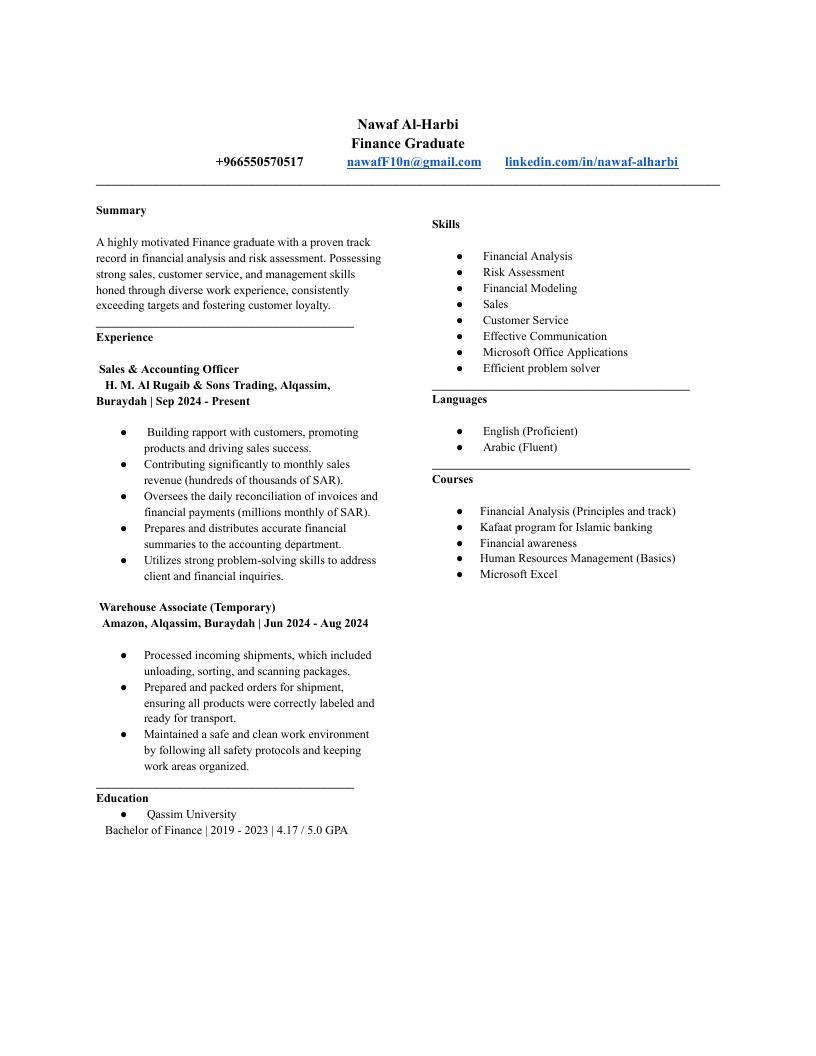 Nawaf Al-Harbi
Finance Graduate
+966550570517 nawafF10n@gmail.com linkedin.com/in/nawaf-alharbi
Summary
A highly motivated Finance graduate with a proven track
record in financial analysis and risk assessment. Possessing
strong sales, customer service, and management skills
honed through diverse work experience, consistently
exceeding targets and fostering customer loyalty.
Experience
Sales & Accounting Officer
H. M. Al Rugaib & Sons Trading, Alqassim,
Buraydah | Sep 2024 - Present
● Building rapport with customers, promoting
products and driving sales success.
● Contributing significantly to monthly sales
revenue (hundreds of thousands of SAR).
● Oversees the daily reconciliation of invoices and
financial payments (millions monthly of SAR).
● Prepares and distributes accurate financial
summaries to the accounting department.
● Utilizes strong problem-solving skills to address
client and financial inquiries.
Warehouse Associate (Temporary)
Amazon, Alqassim, Buraydah | Jun 2024 - Aug 2024
● Processed incoming shipments, which included
unloading, sorting, and scanning packages.
● Prepared and packed orders for shipment,
ensuring all products were correctly labeled and
ready for transport.
● Maintained a safe and clean work environment
by following all safety protocols and keeping
work areas organized.
Education
● Qassim University
Bachelor of Finance | 2019 - 2023 | 4.17 / 5.0 GPA
Skills
● Financial Analysis
● Risk Assessment
● Financial Modeling
● Sales
● Customer Service
● Effective Communication
● Microsoft Office Applications
● Efficient problem solver
Languages
● English (Proficient)
● Arabic (Fluent)
Courses
● Financial Analysis (Principles and track)
● Kafaat program for Islamic banking
● Financial awareness
● Human Resources Management (Basics)
● Microsoft Excel